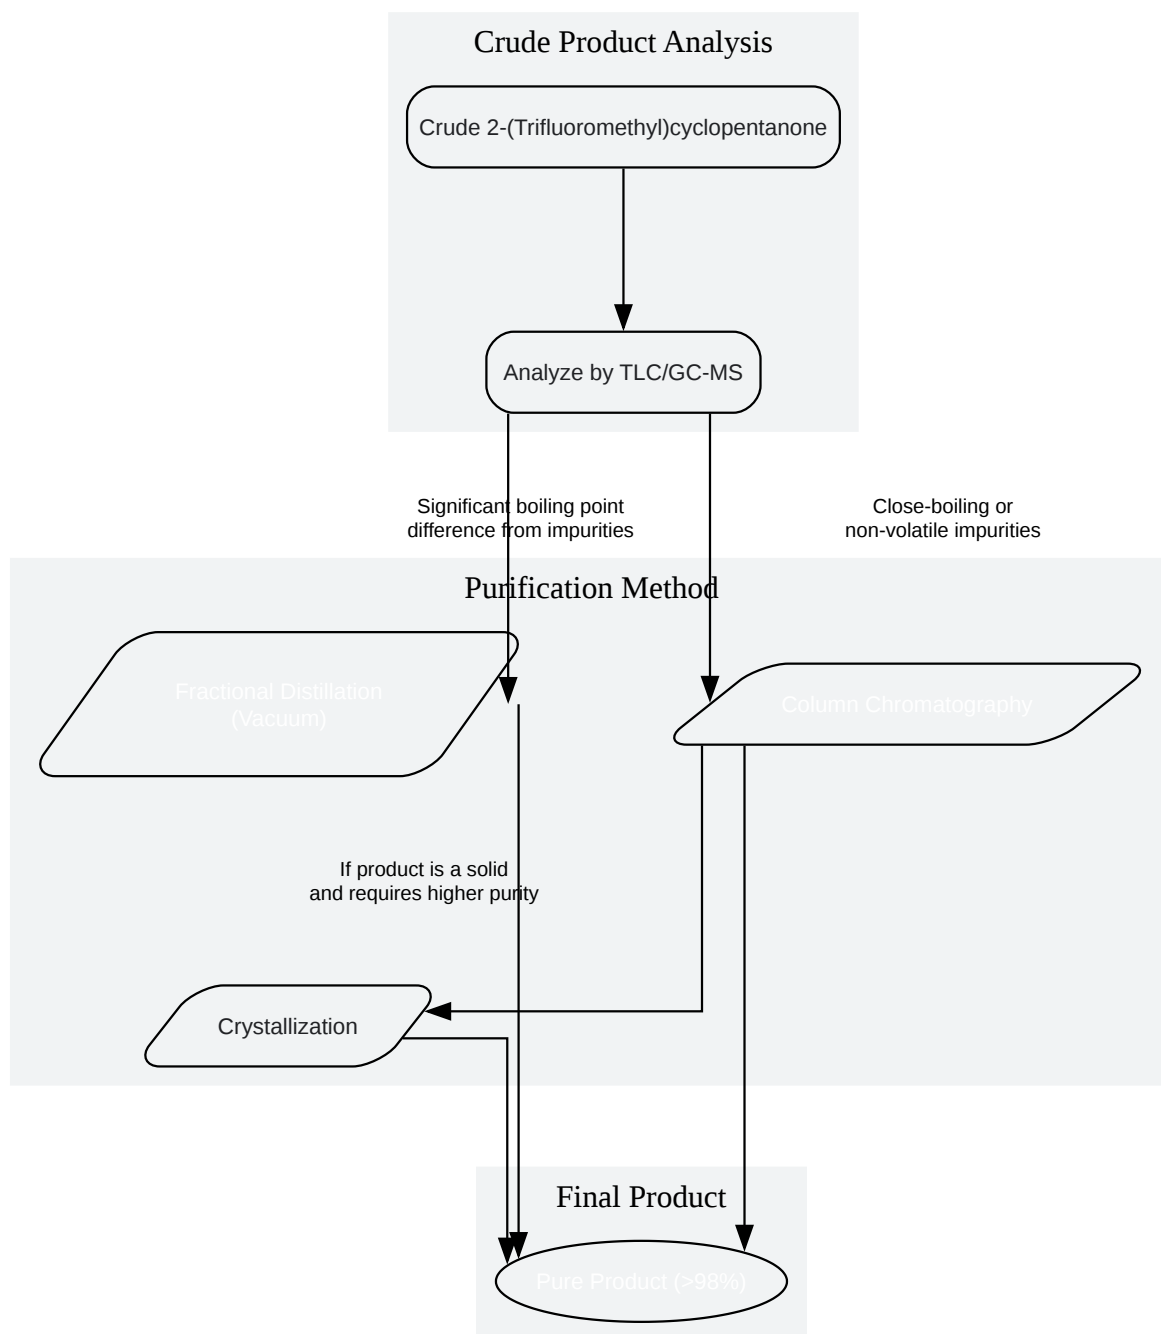 Crude Product Analysis
Crude 2-(Trifluoromethyl)cyclopentanone
Analyze by TLC/GC-MS
Significant boiling point
difference from impurities
Close-boiling or
non-volatile impurities
Purification Method
Fractional Distillation
(Vacuum)
Column Chromatography
If product is a solid
and requires higher purity
Crystallization
Final Product
Pure Product (>98%)